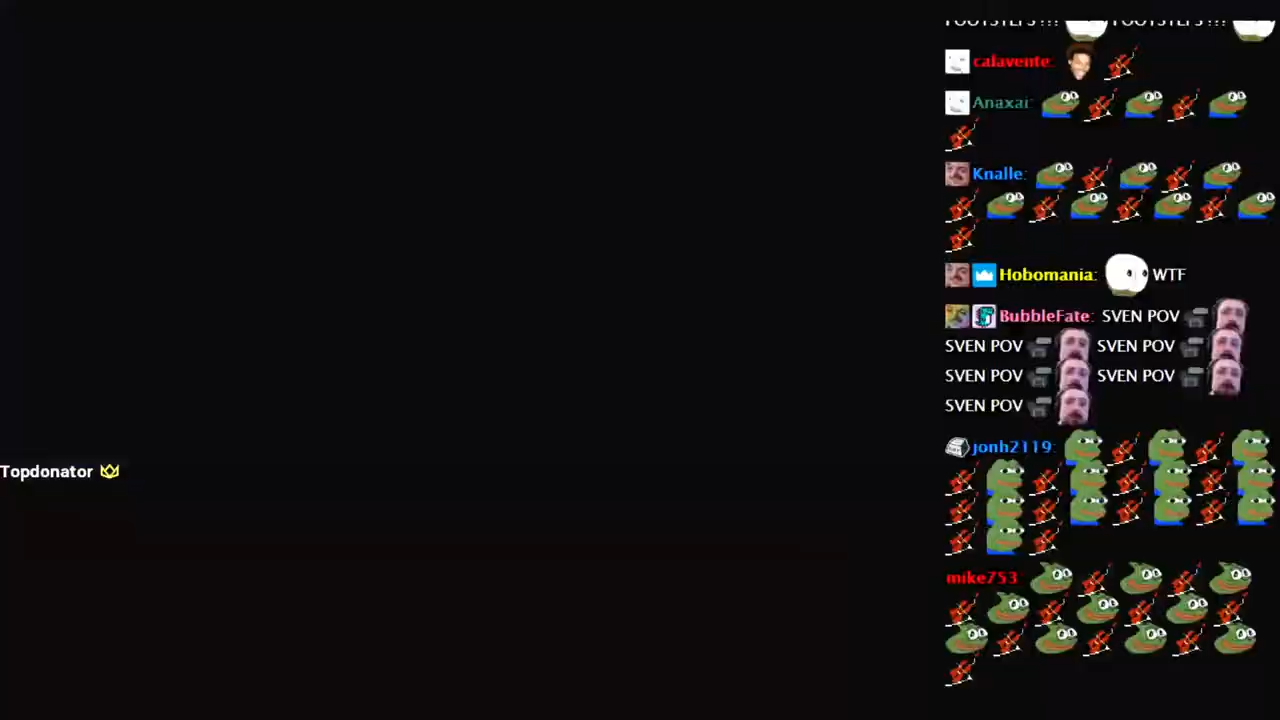 FOOTSTEPS ??? FOOTSTEPS ???
calavente:
Anaxai:
Knalle:
Hobomania: WTF
BubbleFate: SVEN POV
SVEN POV SVEN POV
SVEN POV SVEN POV
SVEN POV
jonh2119:
Topdonator
mike753